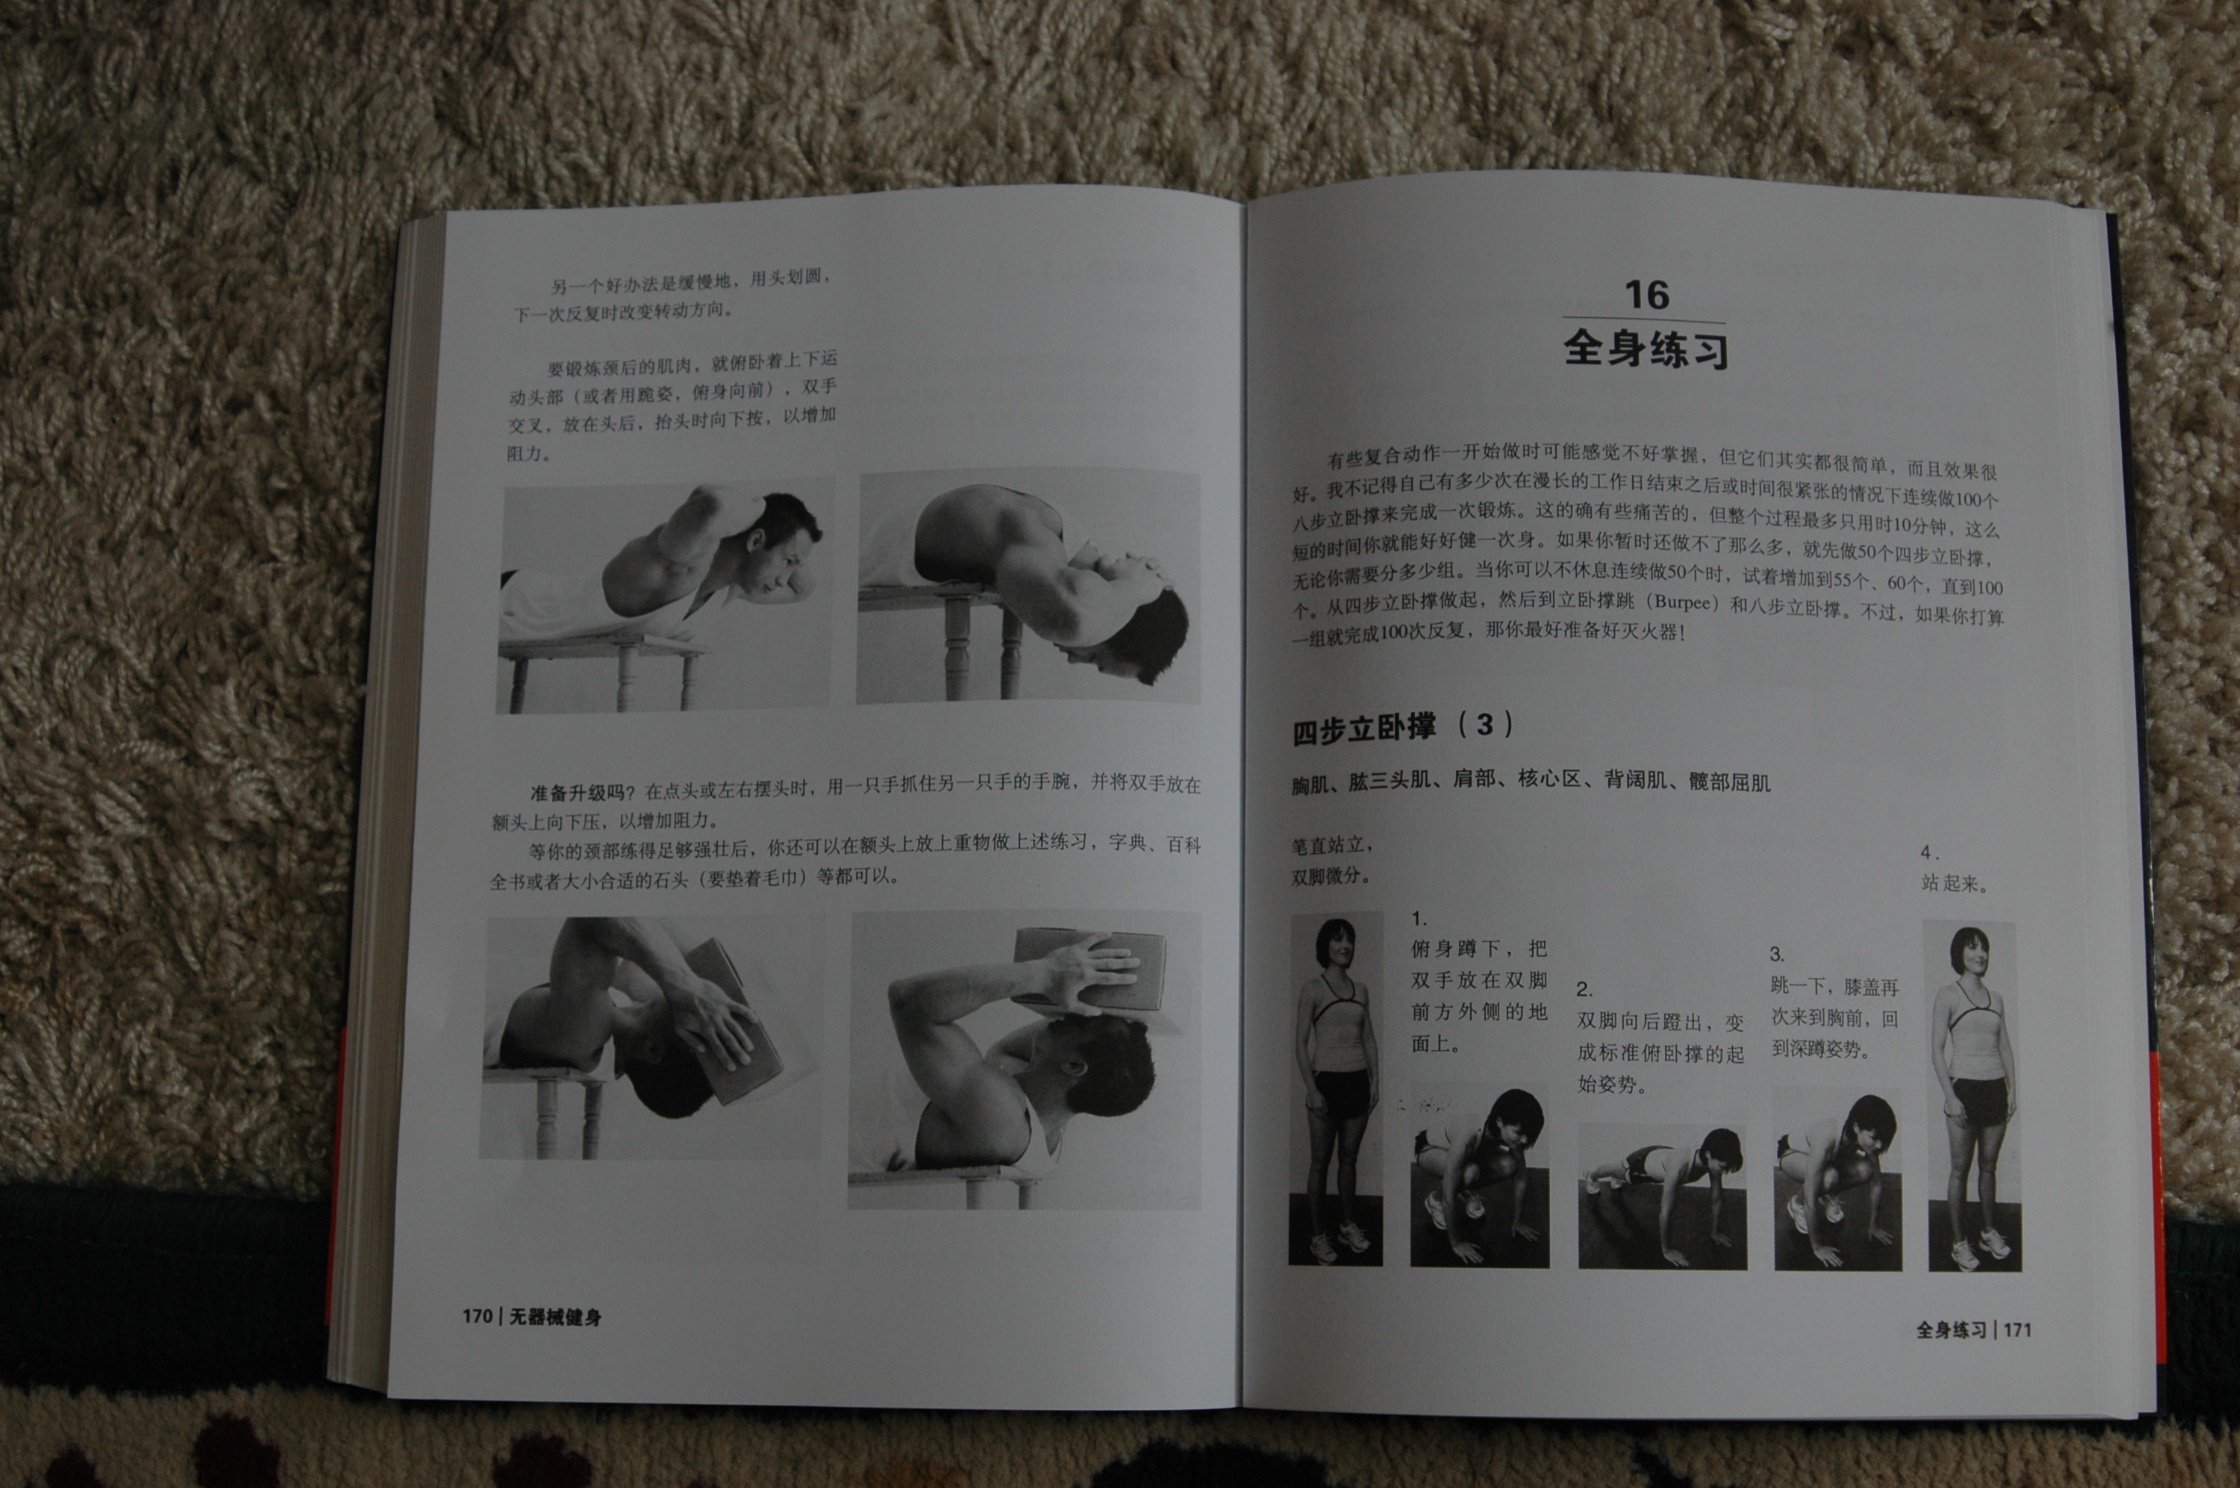 另一个好办法是缓慢地，用头划圆，
下一次反复时改变转动方向。
要锻炼颈后的肌肉，就俯卧着上下运
动头部（或者用跪姿，俯身向前），双手
交叉，放在头后，抬头时向下按，以增加
阻力。
准备升级吗？在点头或左右摆头时，用一只手抓住另一只手的手腕，并将双手放在
额头上向下压，以增加阻力。
等你的颈部练得足够强壮后，你还可以在额头上放上重物做上述练习，字典、百科
全书或者大小合适的石头（要垫着毛巾）等都可以。
170 | 无器械健身
16
全身练习
有些复合动作一开始做时可能感觉不好掌握，但它们其实都很简单，而且效果很
好。我不记得自己有多少次在漫长的工作日结束之后或时间很紧张的情况下连续做100个
八步立卧撑来完成一次锻炼。这的确有些痛苦的，但整个过程最多只用时10分钟，这么
短的时间你就能好好健一次身。如果你暂时还做不了那么多，就先做50个四步立卧撑，
无论你需要分多少组。当你可以不休息连续做50个时，试着增加到55个、60个，直到100
个。从四步立卧撑做起，然后到立卧撑跳（Burpee）和八步立卧撑。不过，如果你打算
一组就完成100次反复，那你最好准备好灭火器！
四步立卧撑（3）
胸肌、肱三头肌、肩部、核心区、背阔肌、髋部屈肌
笔直站立，
双脚微分。
1.
俯身蹲下，把
双手放在双脚
前方外侧的地
面上。
2.
双脚向后蹬出，变
成标准俯卧撑的起
始姿势。
3.
跳一下，膝盖再
次来到胸前，回
到深蹲姿势。
4.
站起来。
全身练习 | 171